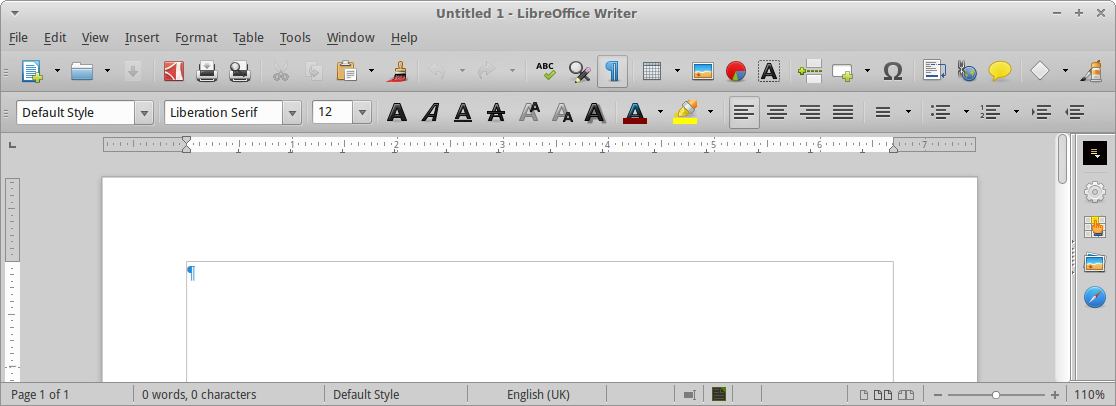 Untitled 1 - LibreOffice Writer
File Edit View Insert Format Table Tools Window Help
ABC ¶ A Ω
Default Style Liberation Serif 12 A A A A A A A A A A
1 2 3 4 5 6 7
¶
Page 1 of 1 0 words, 0 characters Default Style English (UK) 110%